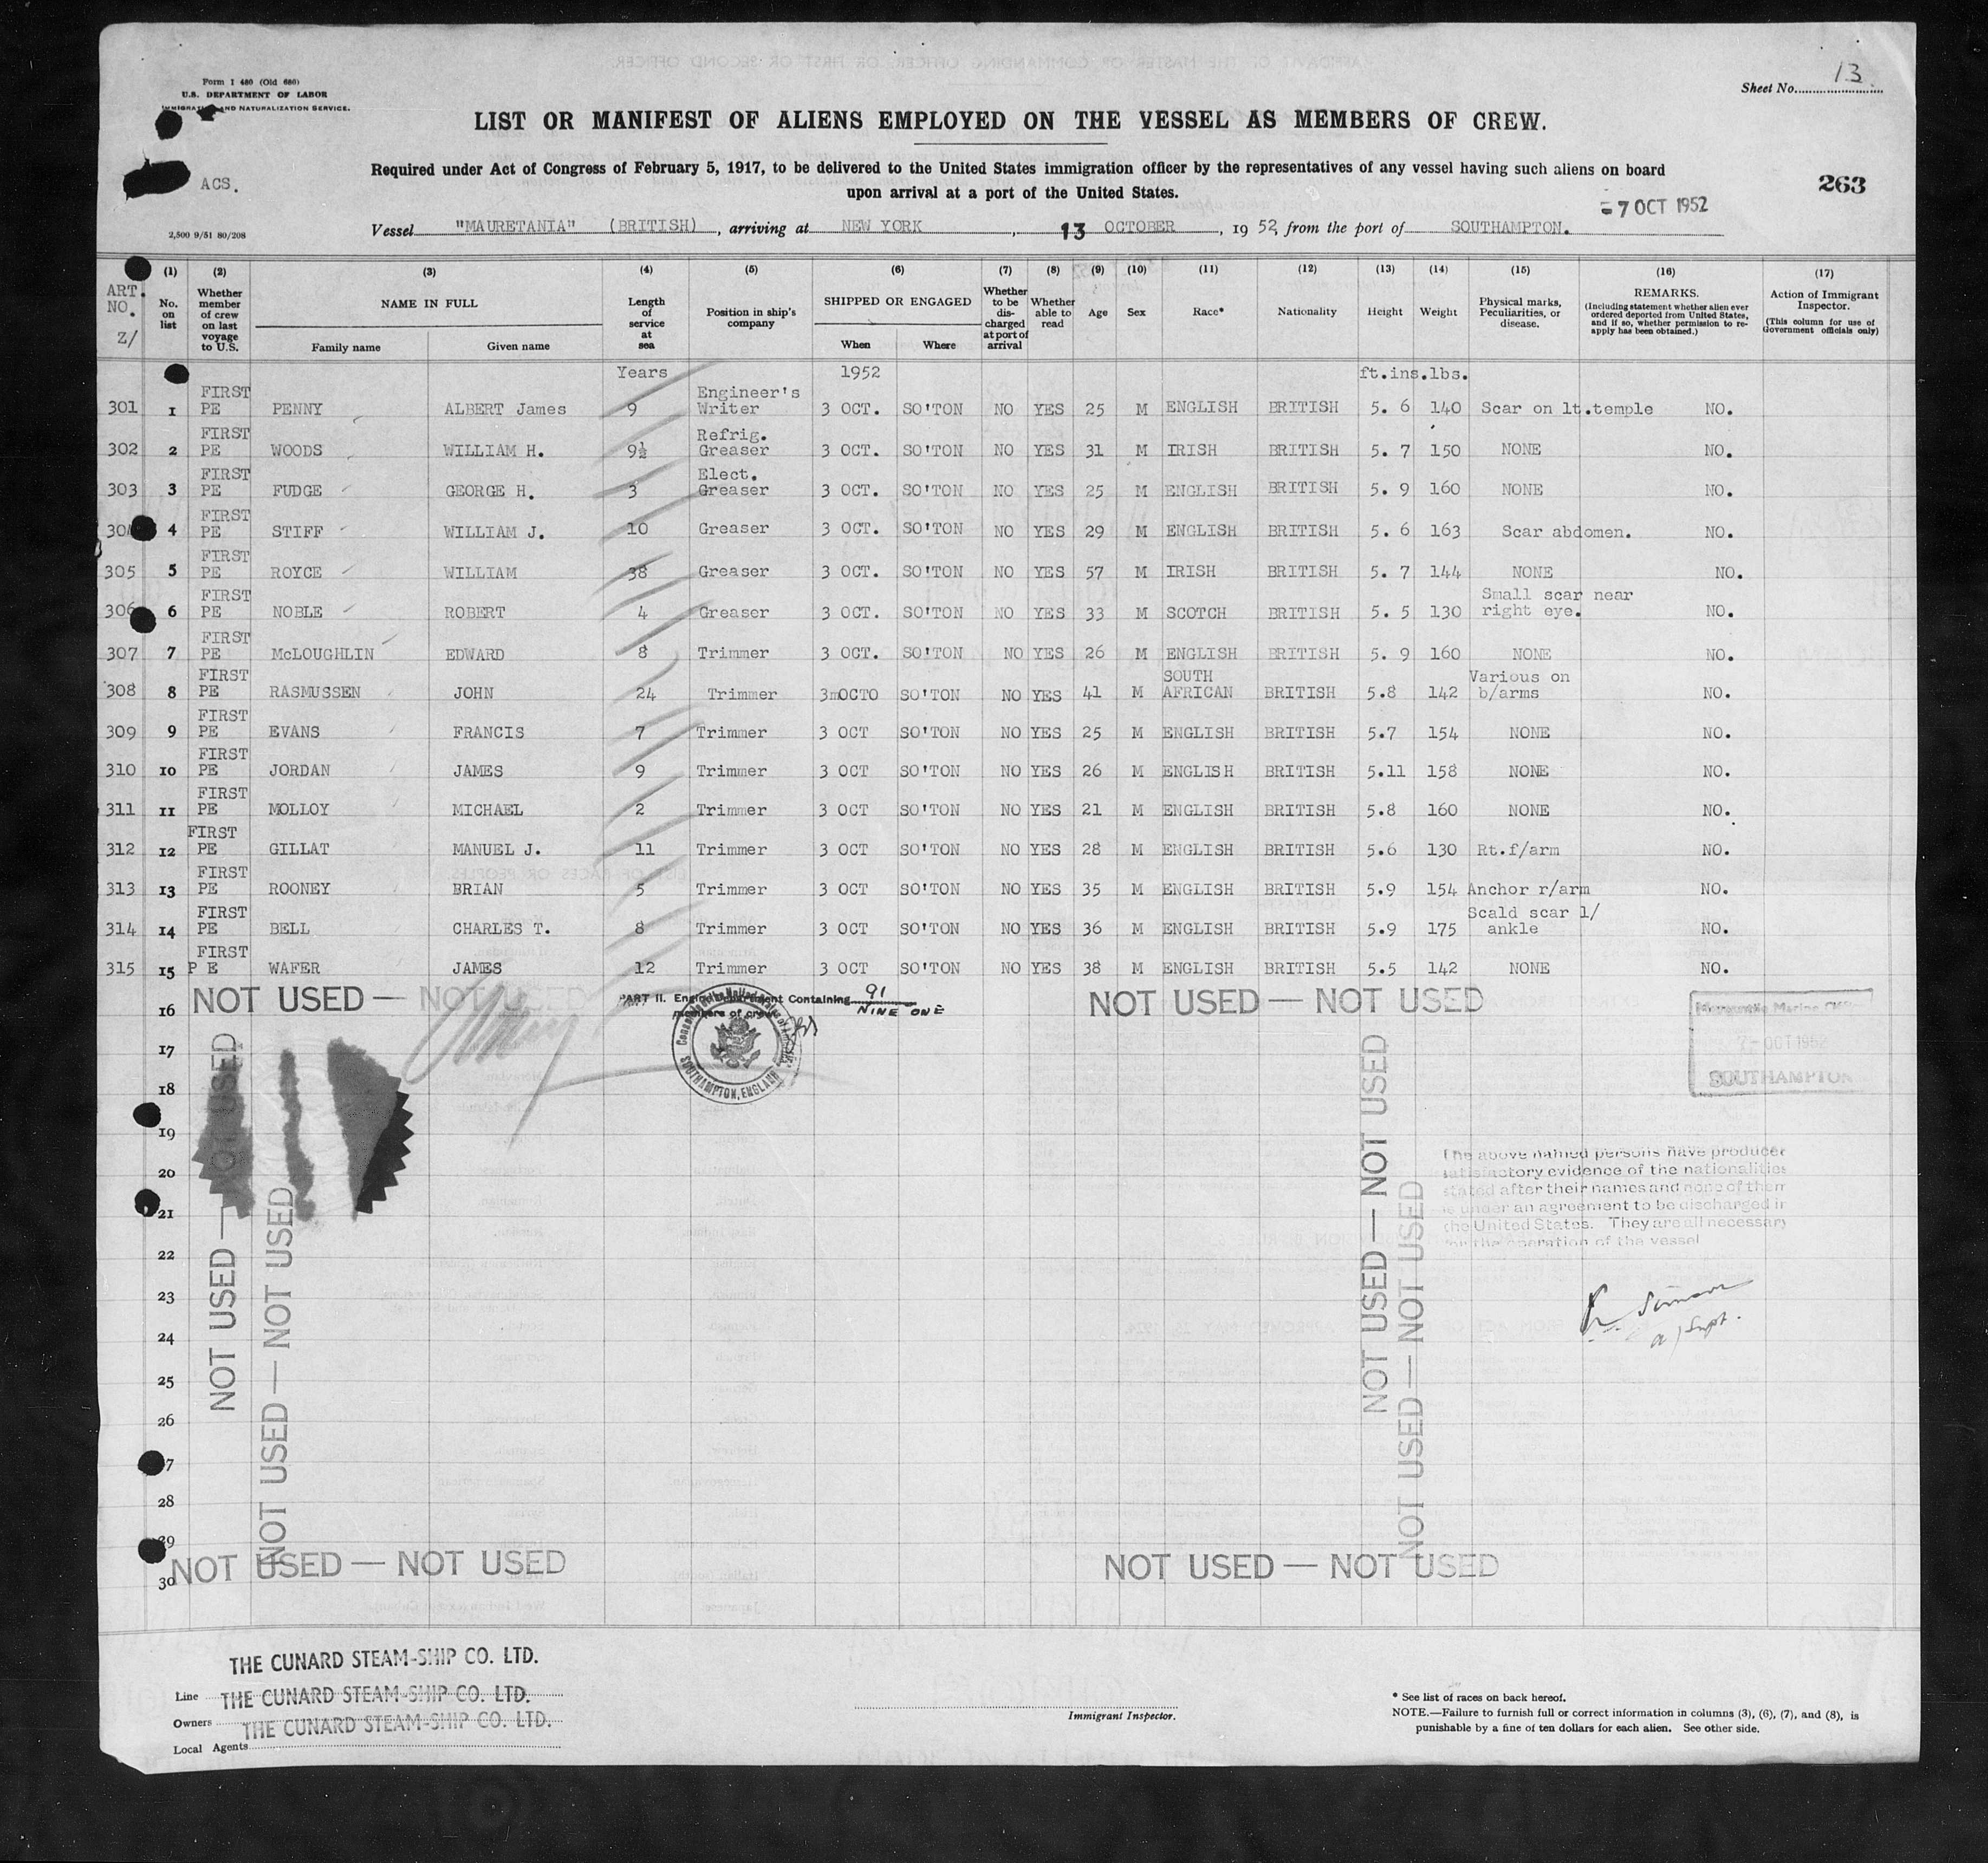 Form I 480 (Old 680)
U.S. DEPARTMENT OF LABOR
IMMIGRATION AND NATURALIZATION SERVICE.
Sheet No. 13
LIST OR MANIFEST OF ALIENS EMPLOYED ON THE VESSEL AS MEMBERS OF CREW.
Required under Act of Congress of February 5, 1917, to be delivered to the United States immigration officer by the representatives of any vessel having such aliens on board
upon arrival at a port of the United States.
ACS.
263
7 OCT 1952
2,500 9/51 80/208
Vessel "MAURETANIA" (BRITISH), arriving at NEW YORK, 13 OCTOBER, 1952, from the port of SOUTHAMPTON.
(1) (2) (3) (4) (5) (6) (7) (8) (9) (10) (11) (12) (13) (14) (15) (16) (17)
ART. NO. Z/ No. on list Whether member of crew on last voyage to U.S. NAME IN FULL Length of service at sea Position in ship's company SHIPPED OR ENGAGED Whether to be discharged at port of arrival Whether able to read Age Sex Race* Nationality Height Weight Physical marks, Peculiarities, or disease. REMARKS. (Including statement whether alien ever ordered deported from United States, and if so, whether permission to reapply has been obtained.) Action of Immigrant Inspector. (This column for use of Government officials only)
Family name Given name When Where
Years 1952 ft.ins.lbs.
301 1 FIRST PE PENNY ALBERT James 9 Engineer's Writer 3 OCT. SO'TON NO YES 25 M ENGLISH BRITISH 5. 6 140 Scar on lt.temple NO.
302 2 FIRST PE WOODS WILLIAM H. 9½ Refrig. Greaser 3 OCT. SO'TON NO YES 31 M IRISH BRITISH 5. 7 150 NONE NO.
303 3 FIRST PE FUDGE GEORGE H. 3 Elect. Greaser 3 OCT. SO'TON NO YES 25 M ENGLISH BRITISH 5. 9 160 NONE NO.
304 4 FIRST PE STIFF WILLIAM J. 10 Greaser 3 OCT. SO'TON NO YES 29 M ENGLISH BRITISH 5. 6 163 Scar abdomen. NO.
305 5 FIRST PE ROYCE WILLIAM 38 Greaser 3 OCT. SO'TON NO YES 57 M IRISH BRITISH 5. 7 144 NONE NO.
306 6 FIRST PE NOBLE ROBERT 4 Greaser 3 OCT. SO'TON NO YES 33 M SCOTCH BRITISH 5. 5 130 Small scar near right eye. NO.
307 7 FIRST PE McLOUGHLIN EDWARD 8 Trimmer 3 OCT. SO'TON NO YES 26 M ENGLISH BRITISH 5. 9 160 NONE NO.
308 8 FIRST PE RASMUSSEN JOHN 24 Trimmer 3mOCTO SO'TON NO YES 41 M SOUTH AFRICAN BRITISH 5.8 142 Various on b/arms NO.
309 9 FIRST PE EVANS FRANCIS 7 Trimmer 3 OCT SO'TON NO YES 25 M ENGLISH BRITISH 5.7 154 NONE NO.
310 10 FIRST PE JORDAN JAMES 9 Trimmer 3 OCT SO'TON NO YES 26 M ENGLISH BRITISH 5.11 158 NONE NO.
311 11 FIRST PE MOLLOY MICHAEL 2 Trimmer 3 OCT SO'TON NO YES 21 M ENGLISH BRITISH 5.8 160 NONE NO.
312 12 FIRST PE GILLAT MANUEL J. 11 Trimmer 3 OCT SO'TON NO YES 28 M ENGLISH BRITISH 5.6 130 Rt.f/arm NO.
313 13 FIRST PE ROONEY BRIAN 5 Trimmer 3 OCT SO'TON NO YES 35 M ENGLISH BRITISH 5.9 154 Anchor r/arm NO.
314 14 FIRST PE BELL CHARLES T. 8 Trimmer 3 OCT SO'TON NO YES 36 M ENGLISH BRITISH 5.9 175 Scald scar l/ankle NO.
315 15 FIRST P E WAFER JAMES 12 Trimmer 3 OCT SO'TON NO YES 38 M ENGLISH BRITISH 5.5 142 NONE NO.
NOT USED — NOT USED
PART II. Engine Department Containing 91
NINE ONE
members of crew
NOT USED — NOT USED
SOUTHAMPTON, ENGLAND
Mercantile Marine Office
7 - OCT 1952
SOUTHAMPTON
16
17
18
19
20
21
22
23
24
25
26
27
28
29
30
NOT USED — NOT USED
NOT USED — NOT USED
NOT USED — NOT USED
NOT USED — NOT USED
The above named persons have produced
satisfactory evidence of the nationalities
stated after their names and none of them
is under an agreement to be discharged in
the United States. They are all necessary
for the operation of the vessel
a/Supt.
NOT USED — NOT USED
NOT USED — NOT USED
THE CUNARD STEAM-SHIP CO. LTD.
Line THE CUNARD STEAM-SHIP CO. LTD.
Owners THE CUNARD STEAM-SHIP CO. LTD.
Local Agents
Immigrant Inspector.
* See list of races on back hereof.
NOTE.—Failure to furnish full or correct information in columns (3), (6), (7), and (8), is
punishable by a fine of ten dollars for each alien. See other side.